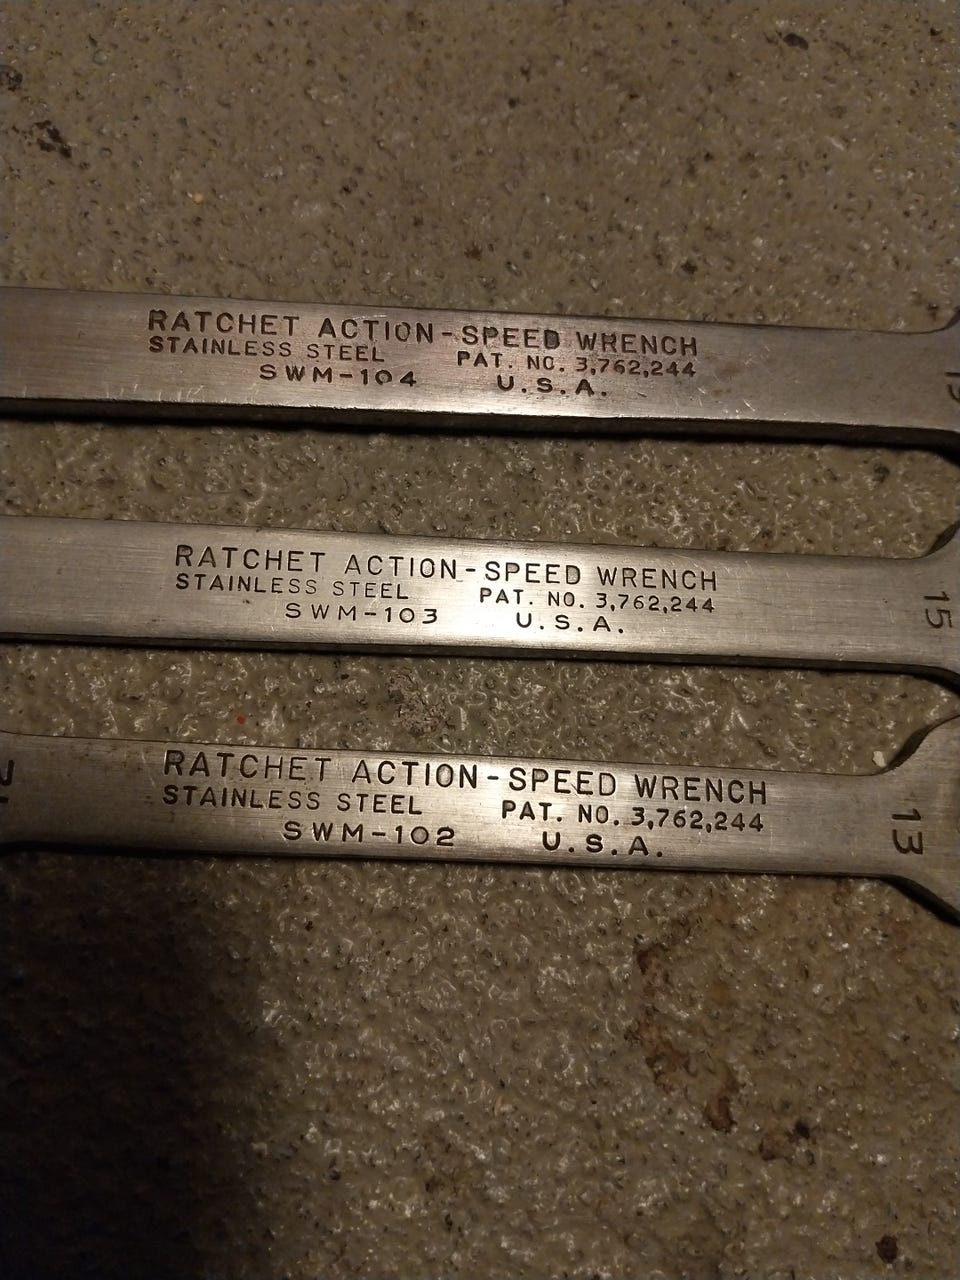 RATCHET ACTION-SPEED WRENCH
STAINLESS STEEL PAT. NO. 3,762,244
SWM-104 U.S.A.
19
RATCHET ACTION-SPEED WRENCH
STAINLESS STEEL PAT. NO. 3,762,244
SWM-103 U.S.A.
15
RATCHET ACTION-SPEED WRENCH
STAINLESS STEEL PAT. NO. 3,762,244
SWM-102 U.S.A.
13